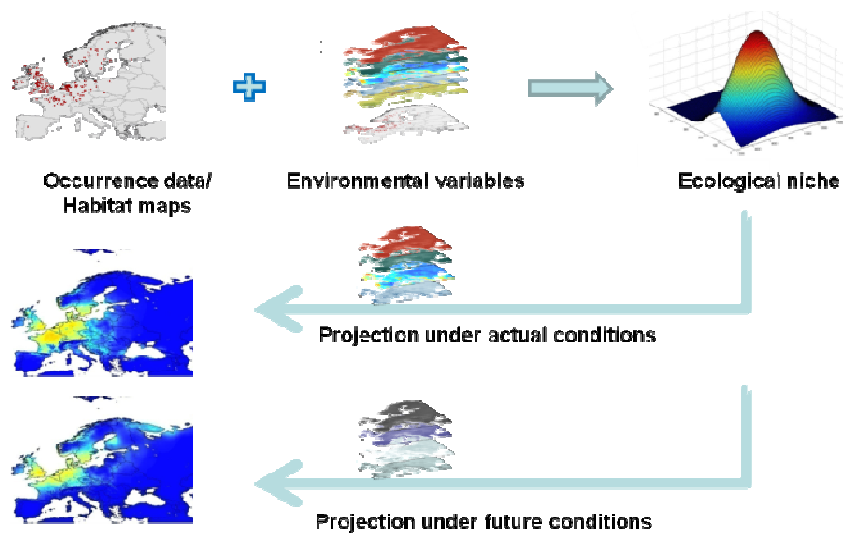 Occurrence data/
Habitat maps
Environmental variables
Ecological niche
Projection under actual conditions
Projection under future conditions